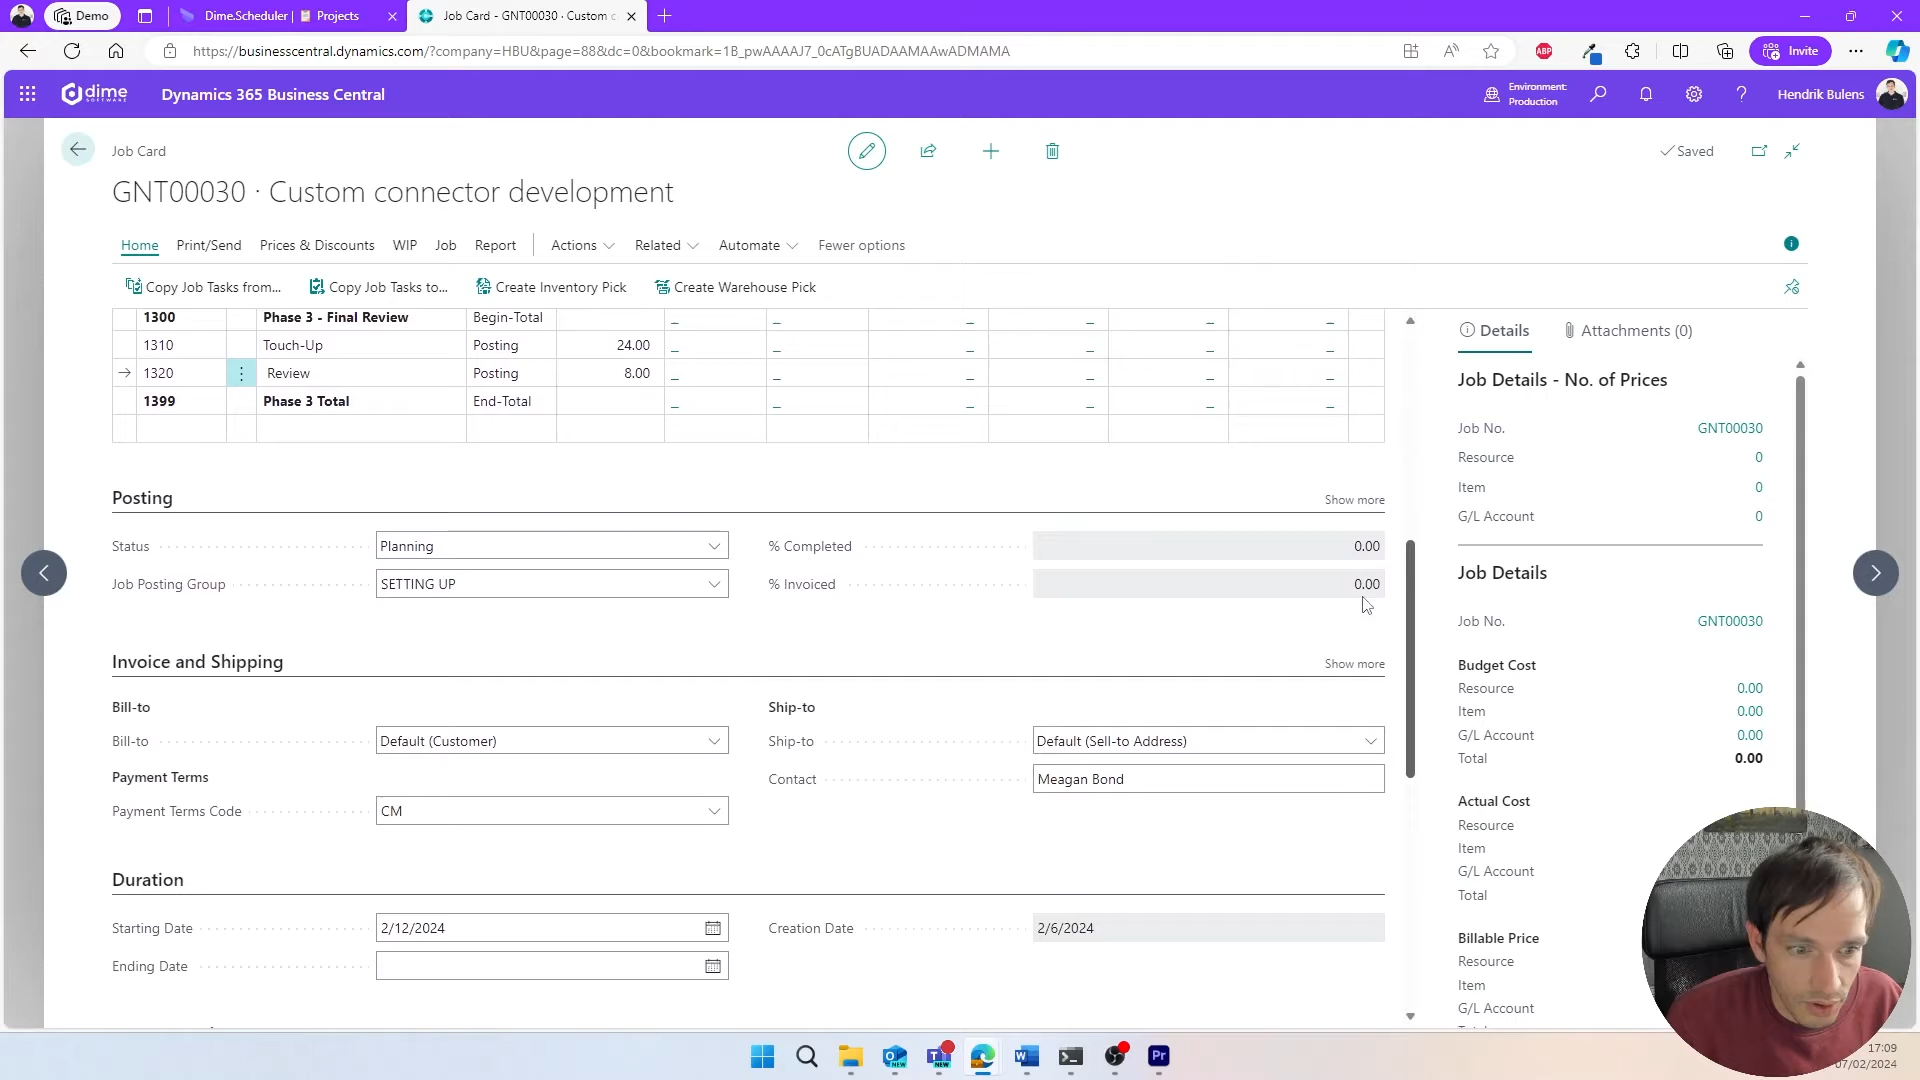 Demo
Dime.Scheduler | 📋 Projects
Job Card - GNT00030 · Custom c
https://businesscentral.dynamics.com/?company=HBU&page=88&dc=0&bookmark=1B_pwAAAAJ7_0cATgBUADAAMAAwADMAMA
ABP
Invite
dime
SOFTWARE
Dynamics 365 Business Central
Environment:
Production
Hendrik Bulens
Job Card
Saved
GNT00030 · Custom connector development
Home Print/Send Prices & Discounts WIP Job Report Actions Related Automate Fewer options
Copy Job Tasks from... Copy Job Tasks to... Create Inventory Pick Create Warehouse Pick
1300 Phase 3 - Final Review Begin-Total _ _ _ _ _ _
1310 Touch-Up Posting 24.00 _ _ _ _ _ _
1320 Review Posting 8.00 _ _ _ _ _ _
1399 Phase 3 Total End-Total _ _ _ _ _ _
Posting Show more
Status Planning % Completed 0.00
Job Posting Group SETTING UP % Invoiced 0.00
Invoice and Shipping Show more
Bill-to Ship-to
Bill-to Default (Customer) Ship-to Default (Sell-to Address)
Payment Terms Contact Meagan Bond
Payment Terms Code CM
Duration
Starting Date 2/12/2024 Creation Date 2/6/2024
Ending Date
Details Attachments (0)
Job Details - No. of Prices
Job No. GNT00030
Resource 0
Item 0
G/L Account 0
Job Details
Job No. GNT00030
Budget Cost
Resource 0.00
Item 0.00
G/L Account 0.00
Total 0.00
Actual Cost
Resource
Item
G/L Account
Total
Billable Price
Resource
Item
G/L Account
NEW
NEW
Pr
17:09
07/02/2024